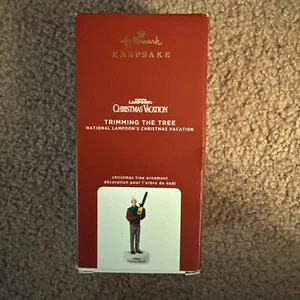 Hallmark
KEEPSAKE
LAMPOON'S
CHRISTMAS VACATION
TRIMMING THE TREE
NATIONAL LAMPOON'S CHRISTMAS VACATION
christmas tree ornament
décoration pour l'arbre de noël